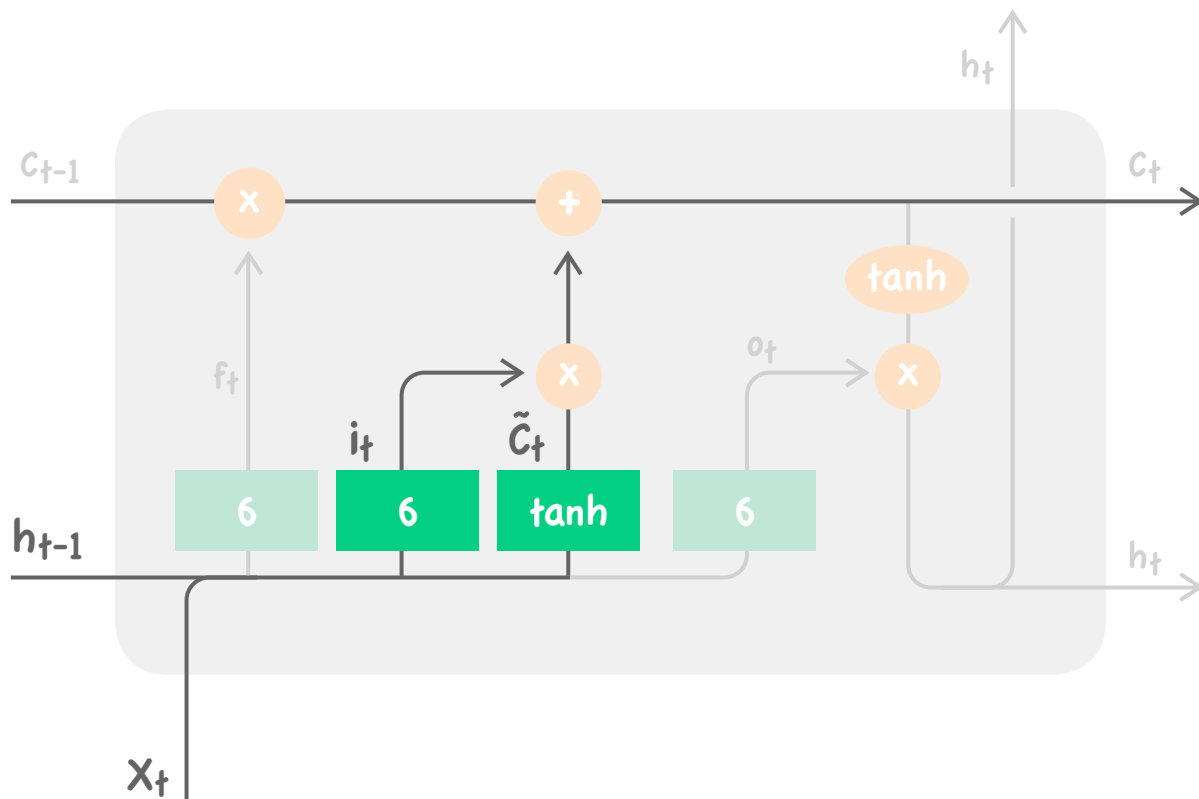 hₜ
Cₜ₋₁
Cₜ
x
+
tanh
fₜ
x
oₜ
x
iₜ
C̃ₜ
6
6
tanh
6
hₜ₋₁
hₜ
xₜ